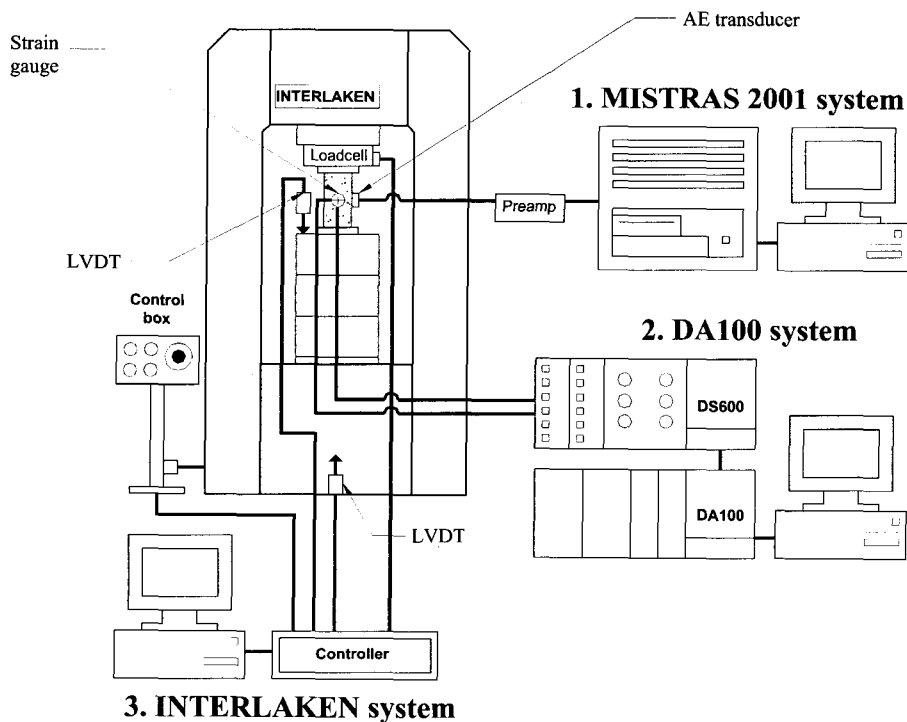 AE transducer
Strain
gauge
INTERLAKEN
1. MISTRAS 2001 system
Loadcell
Preamp
LVDT
Control
box
2. DA100 system
DS600
DA100
LVDT
Controller
3. INTERLAKEN system